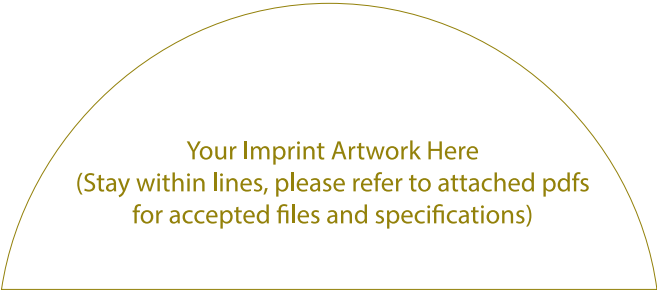 Your Imprint Artwork Here
(Stay within lines, please refer to attached pdfs
for accepted files and specifications)